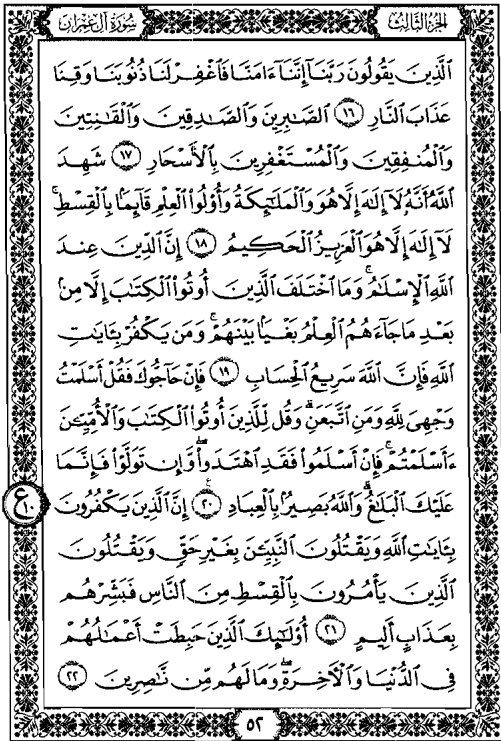 الجزء الثالث
سورة آل عمران
ٱلَّذِينَ يَقُولُونَ رَبَّنَآ إِنَّنَآ ءَامَنَّا فَٱغْفِرْ لَنَا ذُنُوبَنَا وَقِنَا
عَذَابَ ٱلنَّارِ ١٦ ٱلصَّٰبِرِينَ وَٱلصَّٰدِقِينَ وَٱلْقَٰنِتِينَ
وَٱلْمُنفِقِينَ وَٱلْمُسْتَغْفِرِينَ بِٱلْأَسْحَارِ ١٧ شَهِدَ
ٱللَّهُ أَنَّهُۥ لَآ إِلَٰهَ إِلَّا هُوَ وَٱلْمَلَٰٓئِكَةُ وَأُو۟لُوا۟ ٱلْعِلْمِ قَآئِمًۢا بِٱلْقِسْطِ ۚ
لَآ إِلَٰهَ إِلَّا هُوَ ٱلْعَزِيزُ ٱلْحَكِيمُ ١٨ إِنَّ ٱلدِّينَ عِندَ
ٱللَّهِ ٱلْإِسْلَٰمُ ۗ وَمَا ٱخْتَلَفَ ٱلَّذِينَ أُوتُوا۟ ٱلْكِتَٰبَ إِلَّا مِنۢ
بَعْدِ مَا جَآءَهُمُ ٱلْعِلْمُ بَغْيًۢا بَيْنَهُمْ ۗ وَمَن يَكْفُرْ بِـَٔايَٰتِ
ٱللَّهِ فَإِنَّ ٱللَّهَ سَرِيعُ ٱلْحِسَابِ ١٩ فَإِنْ حَآجُّوكَ فَقُلْ أَسْلَمْتُ
وَجْهِىَ لِلَّهِ وَمَنِ ٱتَّبَعَنِ ۗ وَقُل لِّلَّذِينَ أُوتُوا۟ ٱلْكِتَٰبَ وَٱلْأُمِّيِّـۧنَ
ءَأَسْلَمْتُمْ ۚ فَإِنْ أَسْلَمُوا۟ فَقَدِ ٱهْتَدَوا۟ ۖ وَّإِن تَوَلَّوْا۟ فَإِنَّمَا
عَلَيْكَ ٱلْبَلَٰغُ ۗ وَٱللَّهُ بَصِيرٌۢ بِٱلْعِبَادِ ٢٠ إِنَّ ٱلَّذِينَ يَكْفُرُونَ
ع ١٠
بِـَٔايَٰتِ ٱللَّهِ وَيَقْتُلُونَ ٱلنَّبِيِّـۧنَ بِغَيْرِ حَقٍّ وَيَقْتُلُونَ
ٱلَّذِينَ يَأْمُرُونَ بِٱلْقِسْطِ مِنَ ٱلنَّاسِ فَبَشِّرْهُم
بِعَذَابٍ أَلِيمٍ ٢١ أُو۟لَٰٓئِكَ ٱلَّذِينَ حَبِطَتْ أَعْمَٰلُهُمْ
فِى ٱلدُّنْيَا وَٱلْءَاخِرَةِ ۖ وَمَا لَهُم مِّن نَّٰصِرِينَ ٢٢
٥٢